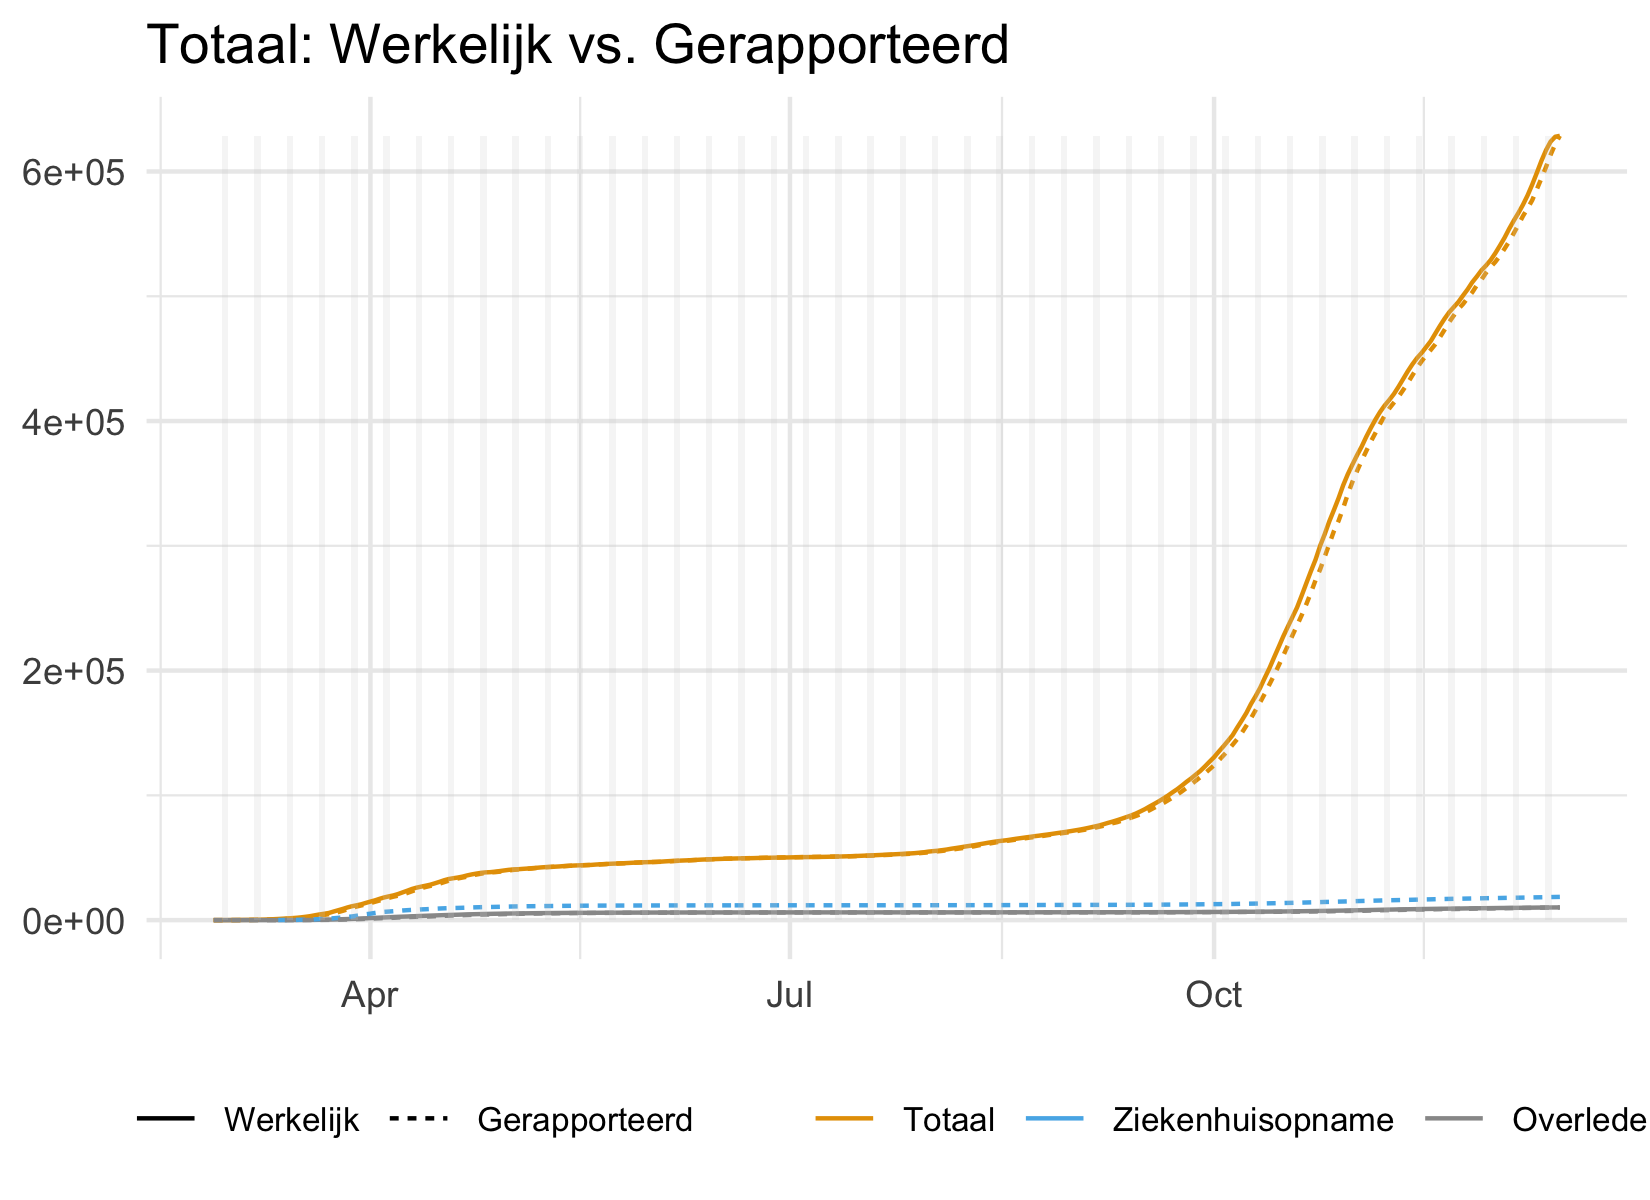 Totaal: Werkelijk vs. Gerapporteerd
6e+05
4e+05
2e+05
0e+00
Apr Jul Oct
Werkelijk Gerapporteerd Totaal Ziekenhuisopname Overlede